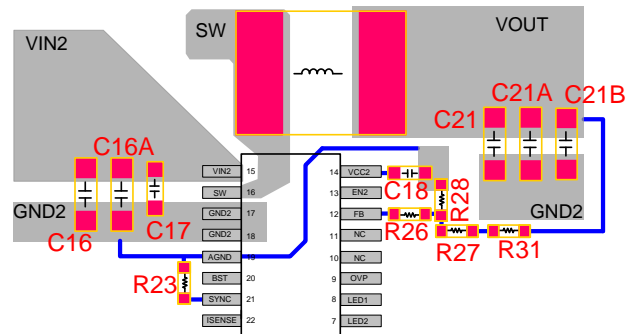 VIN2
SW
VOUT
C16A
C21
C21A
C21B
VIN2 15
14 VCC2
C18
R28
SW 16
13 EN2
GND2
C16
C17
GND2 17
12 FB
R26
GND2
GND2 18
11 NC
R27
R31
AGND 19
10 NC
R23
BST 20
9 OVP
SYNC 21
8 LED1
ISENSE 22
7 LED2